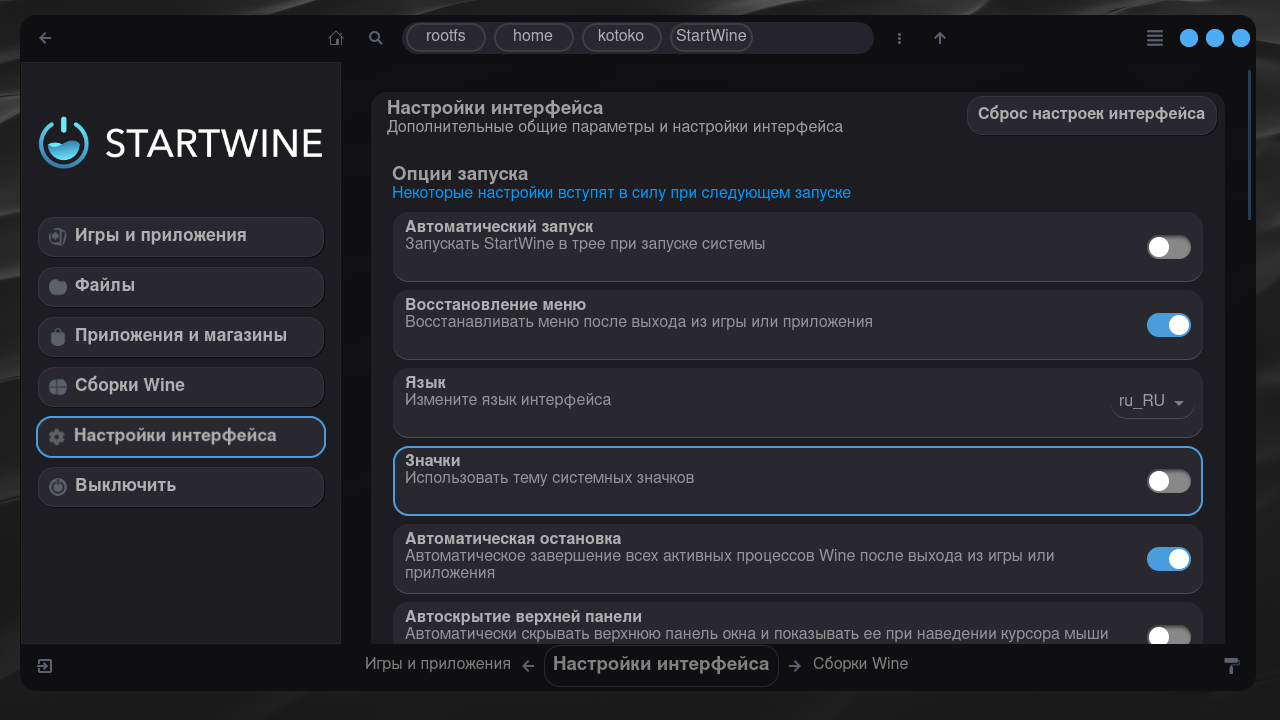 rootfs
home
kotoko
StartWine
STARTWINE
Игры и приложения
Файлы
Приложения и магазины
Сборки Wine
Настройки интерфейса
Выключить
Настройки интерфейса
Дополнительные общие параметры и настройки интерфейса
Сброс настроек интерфейса
Опции запуска
Некоторые настройки вступят в силу при следующем запуске
Автоматический запуск
Запускать StartWine в трее при запуске системы
Восстановление меню
Восстанавливать меню после выхода из игры или приложения
Язык
Измените язык интерфейса
ru_RU
Значки
Использовать тему системных значков
Автоматическая остановка
Автоматическое завершение всех активных процессов Wine после выхода из игры или
приложения
Автоскрытие верхней панели
Автоматически скрывать верхнюю панель окна и показывать ее при наведении курсора мыши
Игры и приложения
Настройки интерфейса
Сборки Wine